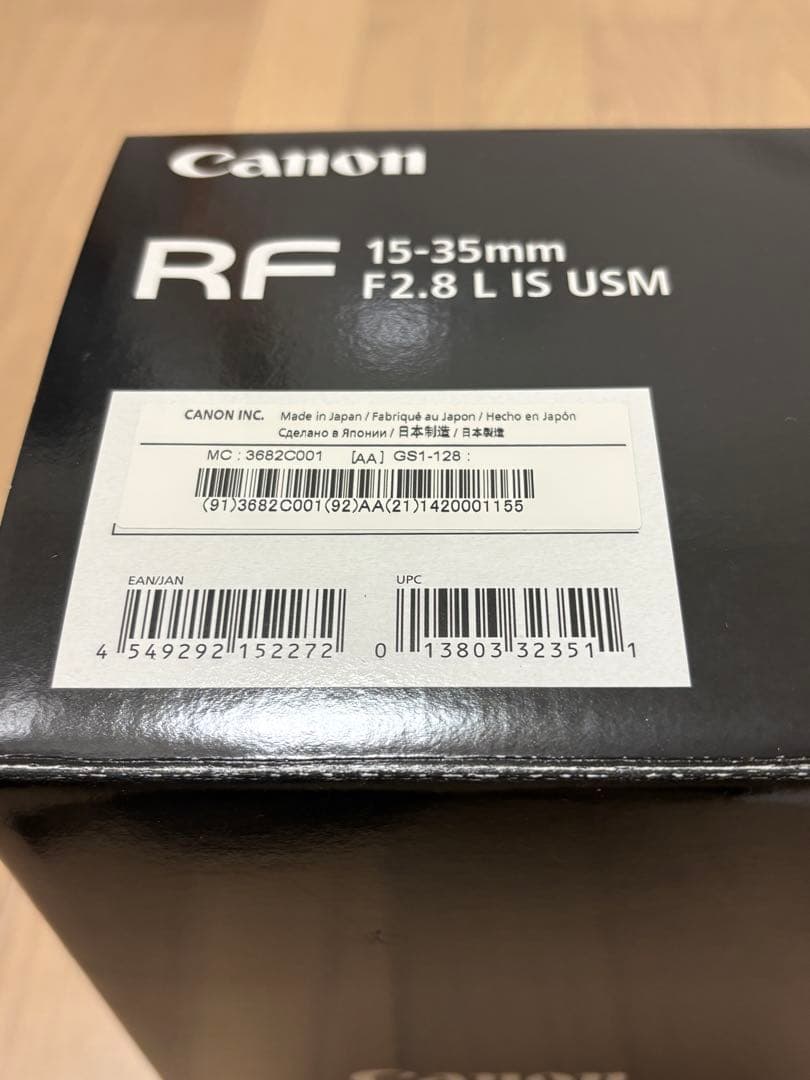 Canon
RF 15-35mm
F2.8 L IS USM
CANON INC. Made in Japan / Fabriqué au Japon / Hecho en Japón
Сделано в Японии / 日本制造 / 日本製造
MC : 3682C001 [AA] GS1-128 :
(91)3682C001(92)AA(21)1420001155
EAN/JAN
4 549292 152272
UPC
0 13803 32351 1
Canon